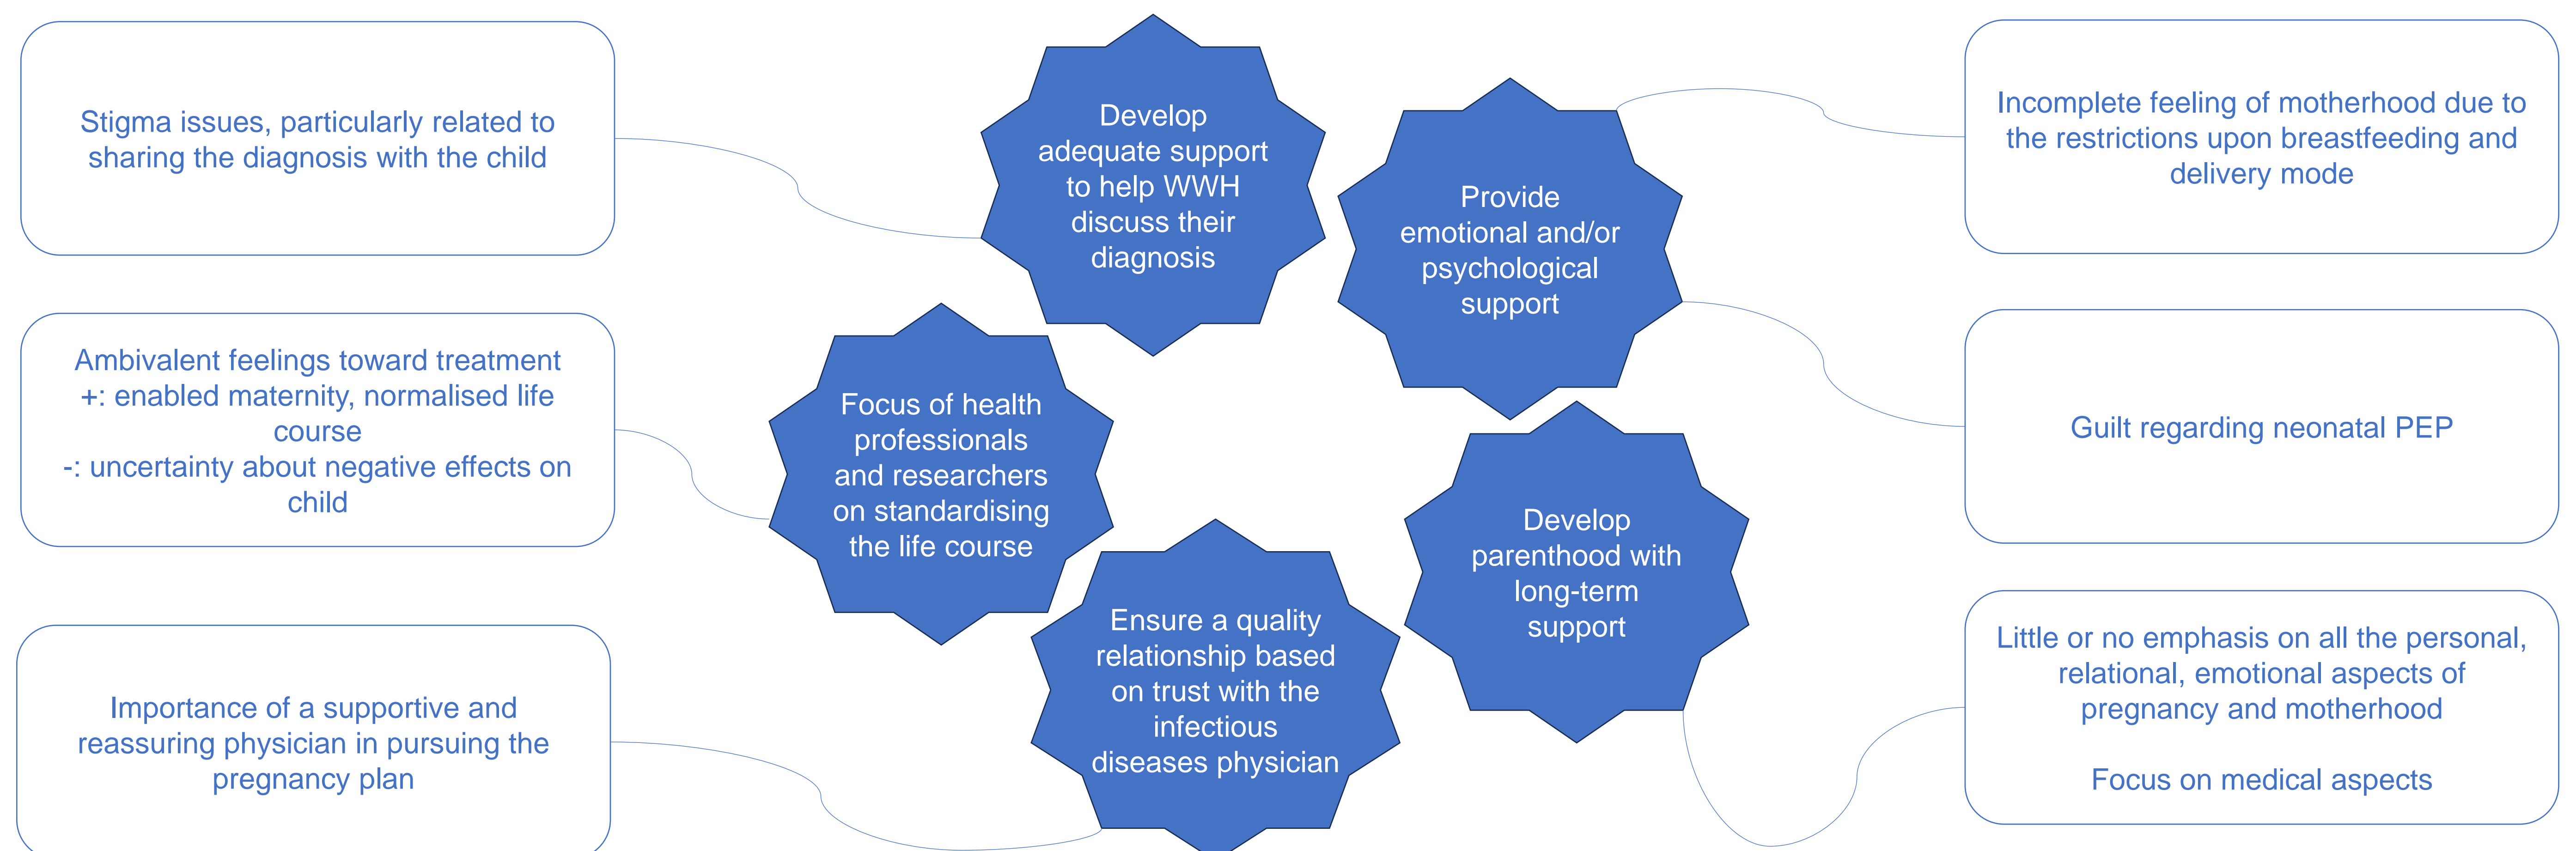 Stigma issues, particularly related to
sharing the diagnosis with the child
Ambivalent feelings toward treatment
+: enabled maternity, normalised life
course
-: uncertainty about negative effects on
child
Importance of a supportive and
reassuring physician in pursuing the
pregnancy plan
Develop
adequate support
to help WWH
discuss their
diagnosis
Focus of health
professionals
and researchers
on standardising
the life course
Ensure a quality
relationship based
on trust with the
infectious
diseases physician
Provide
emotional and/or
psychological
support
Develop
parenthood with
long-term
support
Incomplete feeling of motherhood due to
the restrictions upon breastfeeding and
delivery mode
Guilt regarding neonatal PEP
Little or no emphasis on all the personal,
relational, emotional aspects of
pregnancy and motherhood
Focus on medical aspects